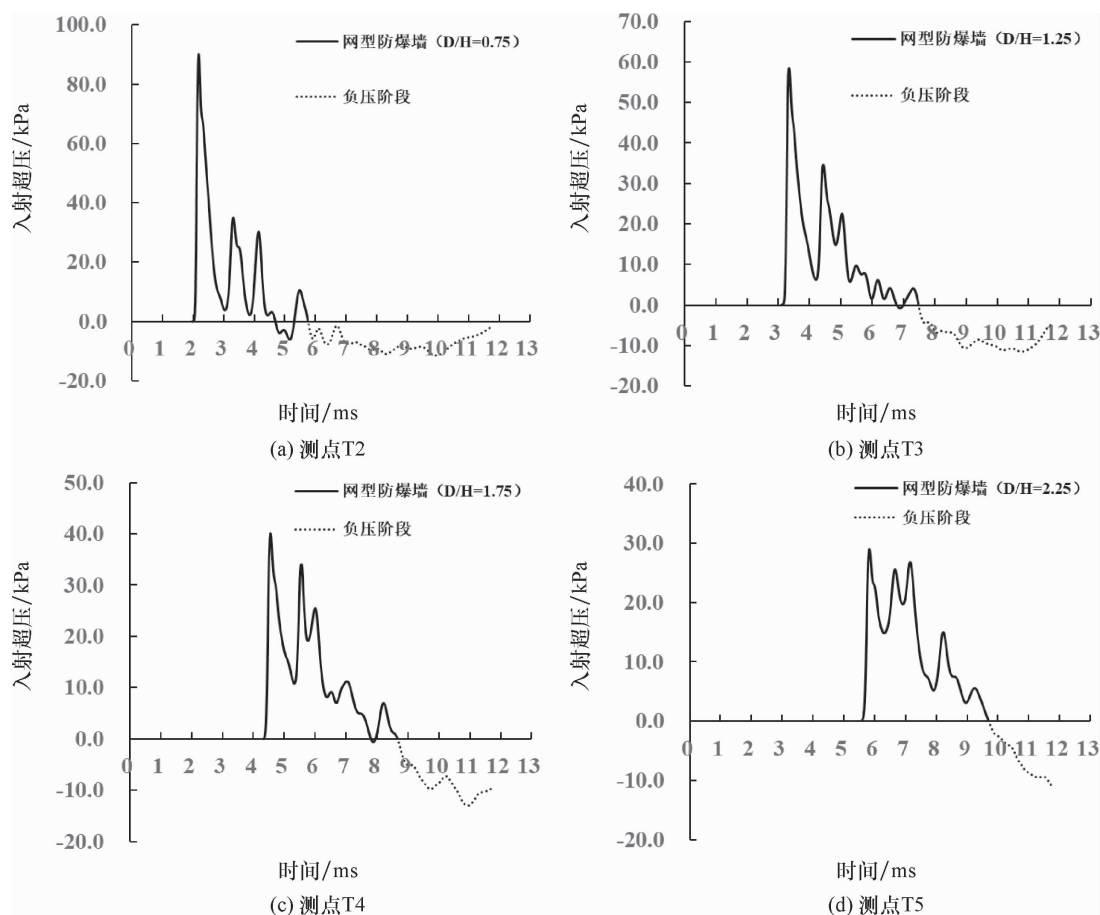 100.0
80.0
60.0
40.0
20.0
0.0
-20.0
入射超压/kPa
网型防爆墙（D/H=0.75）
负压阶段
0 1 2 3 4 5 6 7 8 9 10 11 12 13
时间/ms
(a) 测点T2
70.0
60.0
50.0
40.0
30.0
20.0
10.0
0.0
-10.0
-20.0
入射超压/kPa
网型防爆墙（D/H=1.25）
负压阶段
0 1 2 3 4 5 6 7 8 9 10 11 12 13
时间/ms
(b) 测点T3
50.0
40.0
30.0
20.0
10.0
0.0
-10.0
-20.0
入射超压/kPa
网型防爆墙（D/H=1.75）
负压阶段
0 1 2 3 4 5 6 7 8 9 10 11 12 13
时间/ms
(c) 测点T4
40.0
30.0
20.0
10.0
0.0
-10.0
-20.0
入射超压/kPa
网型防爆墙（D/H=2.25）
负压阶段
0 1 2 3 4 5 6 7 8 9 10 11 12 13
时间/ms
(d) 测点T5